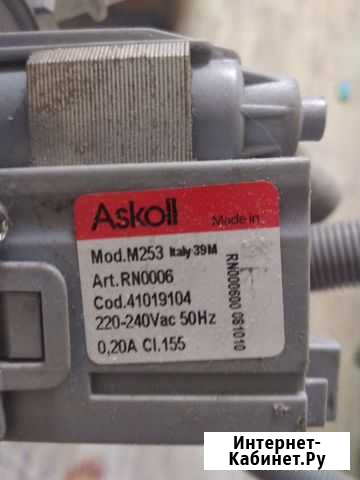 Askoll Made in
Mod.M253 Italy 39M
Art.RN0006
Cod.41019104
220-240Vac 50Hz
0,20A Cl.155
RN000600 081010
Интернет-
Кабинет.Ру